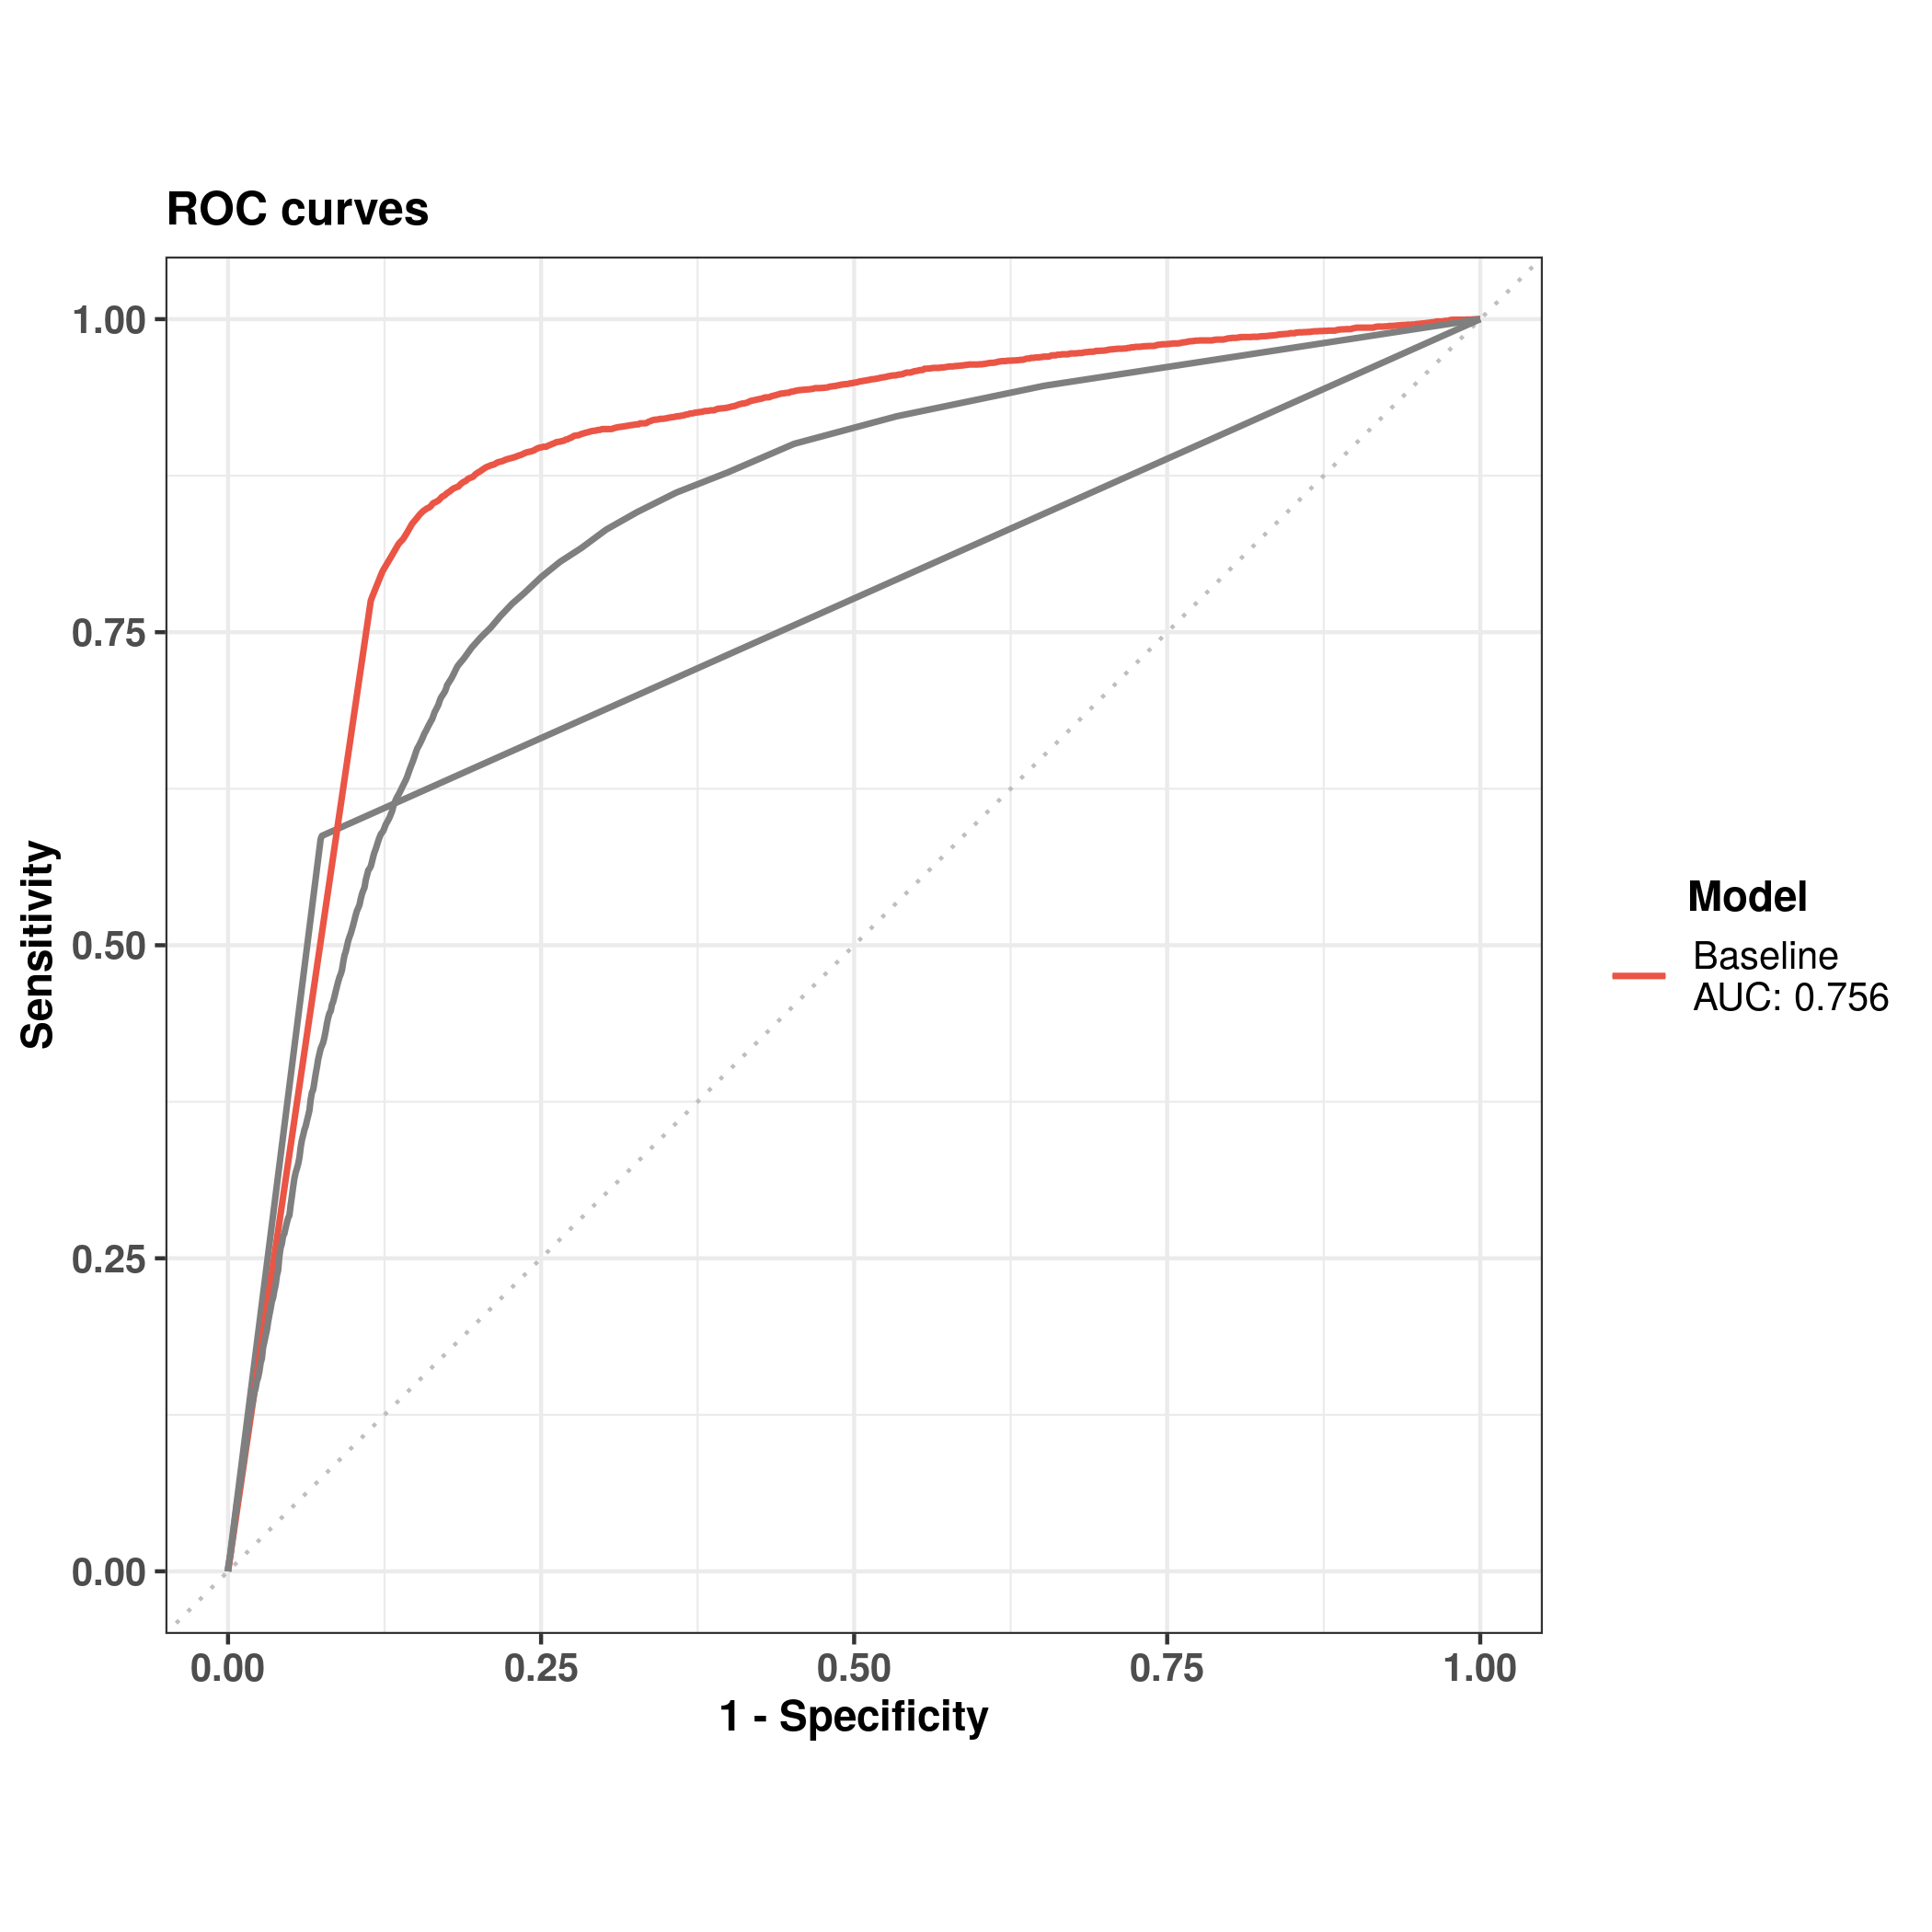 ROC curves
1.00
0.75
0.50
0.25
0.00
Sensitivity
0.00 0.25 0.50 0.75 1.00
1 - Specificity
Model
Baseline
AUC: 0.756